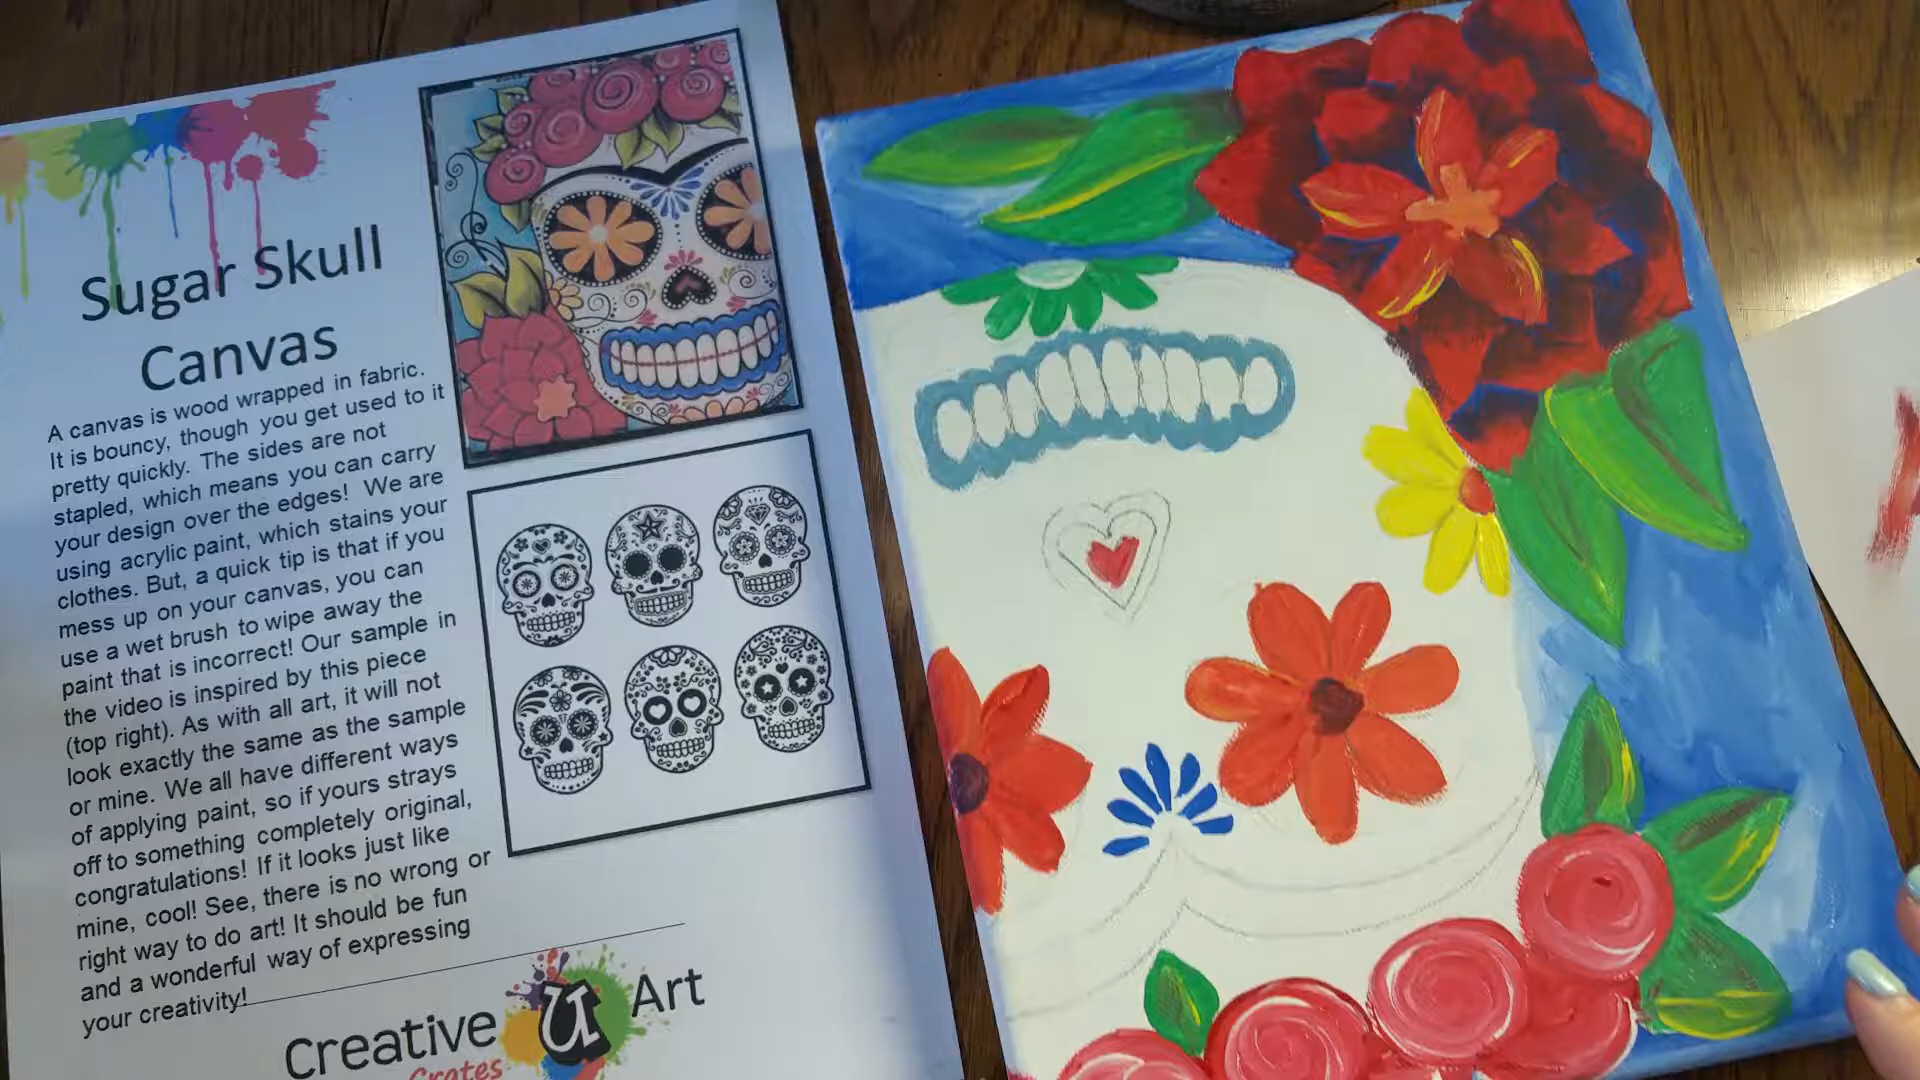 Sugar Skull
Canvas
A canvas is wood wrapped in fabric.
It is bouncy, though you get used to it
pretty quickly. The sides are not
stapled, which means you can carry
your design over the edges! We are
using acrylic paint, which stains your
clothes. But, a quick tip is that if you
mess up on your canvas, you can
use a wet brush to wipe away the
paint that is incorrect! Our sample in
the video is inspired by this piece
(top right). As with all art, it will not
look exactly the same as the sample
or mine. We all have different ways
of applying paint, so if yours strays
off to something completely original,
congratulations! If it looks just like
mine, cool! See, there is no wrong or
right way to do art! It should be fun
and a wonderful way of expressing
your creativity!
Creative U Art
Crates